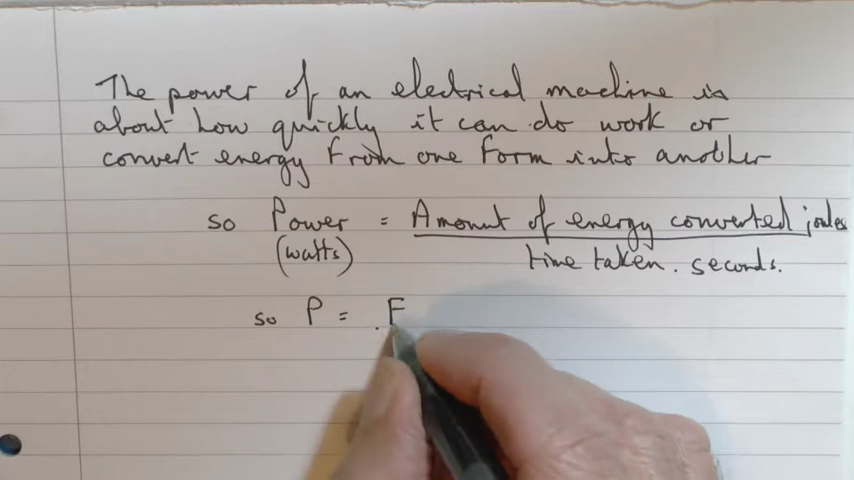 The power of an electrical machine is
about how quickly it can do work or
convert energy from one form into another
so Power = Amount of energy converted joules
(watts) time taken. seconds.
so P = F